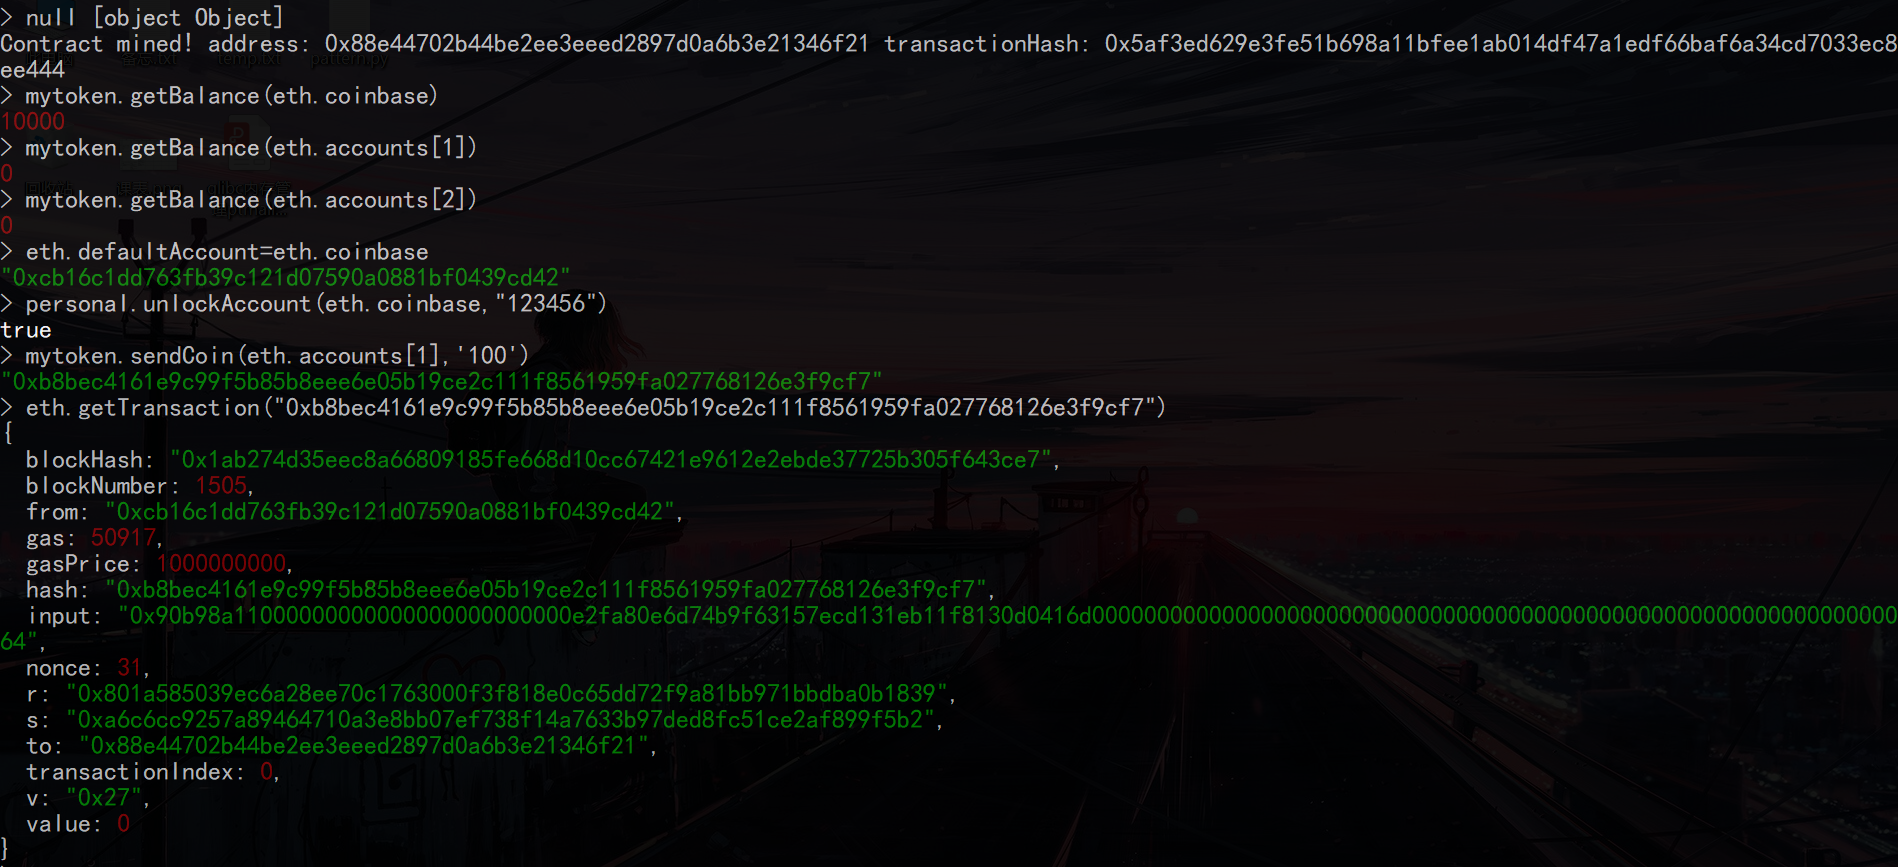 > null [object Object]
Contract mined! address: 0x88e44702b44be2ee3eeed2897d0a6b3e21346f21 transactionHash: 0x5af3ed629e3fe51b698a11bfee1ab014df47a1edf66baf6a34cd7033ec8
ee444
> mytoken.getBalance(eth.coinbase)
10000
> mytoken.getBalance(eth.accounts[1])
0
> mytoken.getBalance(eth.accounts[2])
0
> eth.defaultAccount=eth.coinbase
"0xcb16c1dd763fb39c121d07590a0881bf0439cd42"
> personal.unlockAccount(eth.coinbase,"123456")
true
> mytoken.sendCoin(eth.accounts[1],'100')
"0xb8bec4161e9c99f5b85b8eee6e05b19ce2c111f8561959fa027768126e3f9cf7"
> eth.getTransaction("0xb8bec4161e9c99f5b85b8eee6e05b19ce2c111f8561959fa027768126e3f9cf7")
{
blockHash: "0x1ab274d35eec8a66809185fe668d10cc67421e9612e2ebde37725b305f643ce7",
blockNumber: 1505,
from: "0xcb16c1dd763fb39c121d07590a0881bf0439cd42",
gas: 50917,
gasPrice: 1000000000,
hash: "0xb8bec4161e9c99f5b85b8eee6e05b19ce2c111f8561959fa027768126e3f9cf7",
input: "0x90b98a11000000000000000000000000e2fa80e6d74b9f63157ecd131eb11f8130d0416d00000000000000000000000000000000000000000000000000000000000000
64",
nonce: 31,
r: "0x801a585039ec6a28ee70c1763000f3f818e0c65dd72f9a81bb971bbdba0b1839",
s: "0xa6c6cc9257a89464710a3e8bb07ef738f14a7633b97ded8fc51ce2af899f5b2",
to: "0x88e44702b44be2ee3eeed2897d0a6b3e21346f21",
transactionIndex: 0,
v: "0x27",
value: 0
}